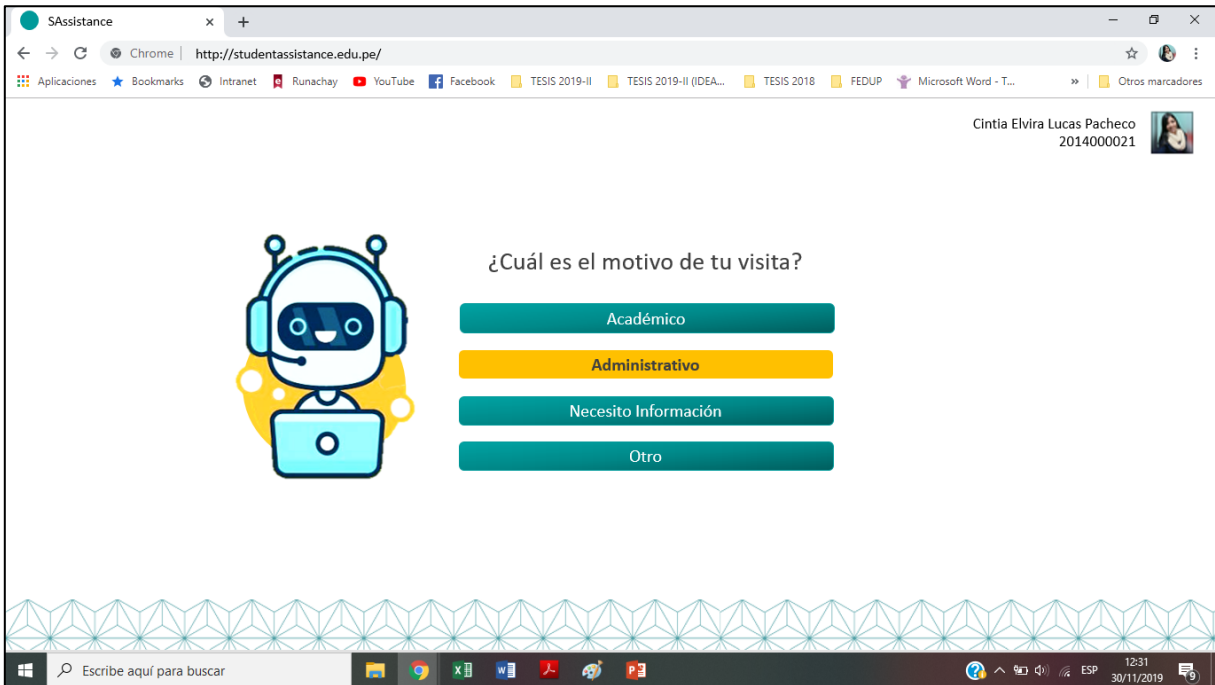 SAssistance
Chrome http://studentassistance.edu.pe/
Aplicaciones Bookmarks Intranet Runachay YouTube Facebook TESIS 2019-II TESIS 2019-II (IDEA... TESIS 2018 FEDUP Microsoft Word - T... » Otros marcadores
Cintia Elvira Lucas Pacheco
2014000021
¿Cuál es el motivo de tu visita?
Académico
Administrativo
Necesito Información
Otro
Escribe aquí para buscar
ESP
12:31
30/11/2019
9